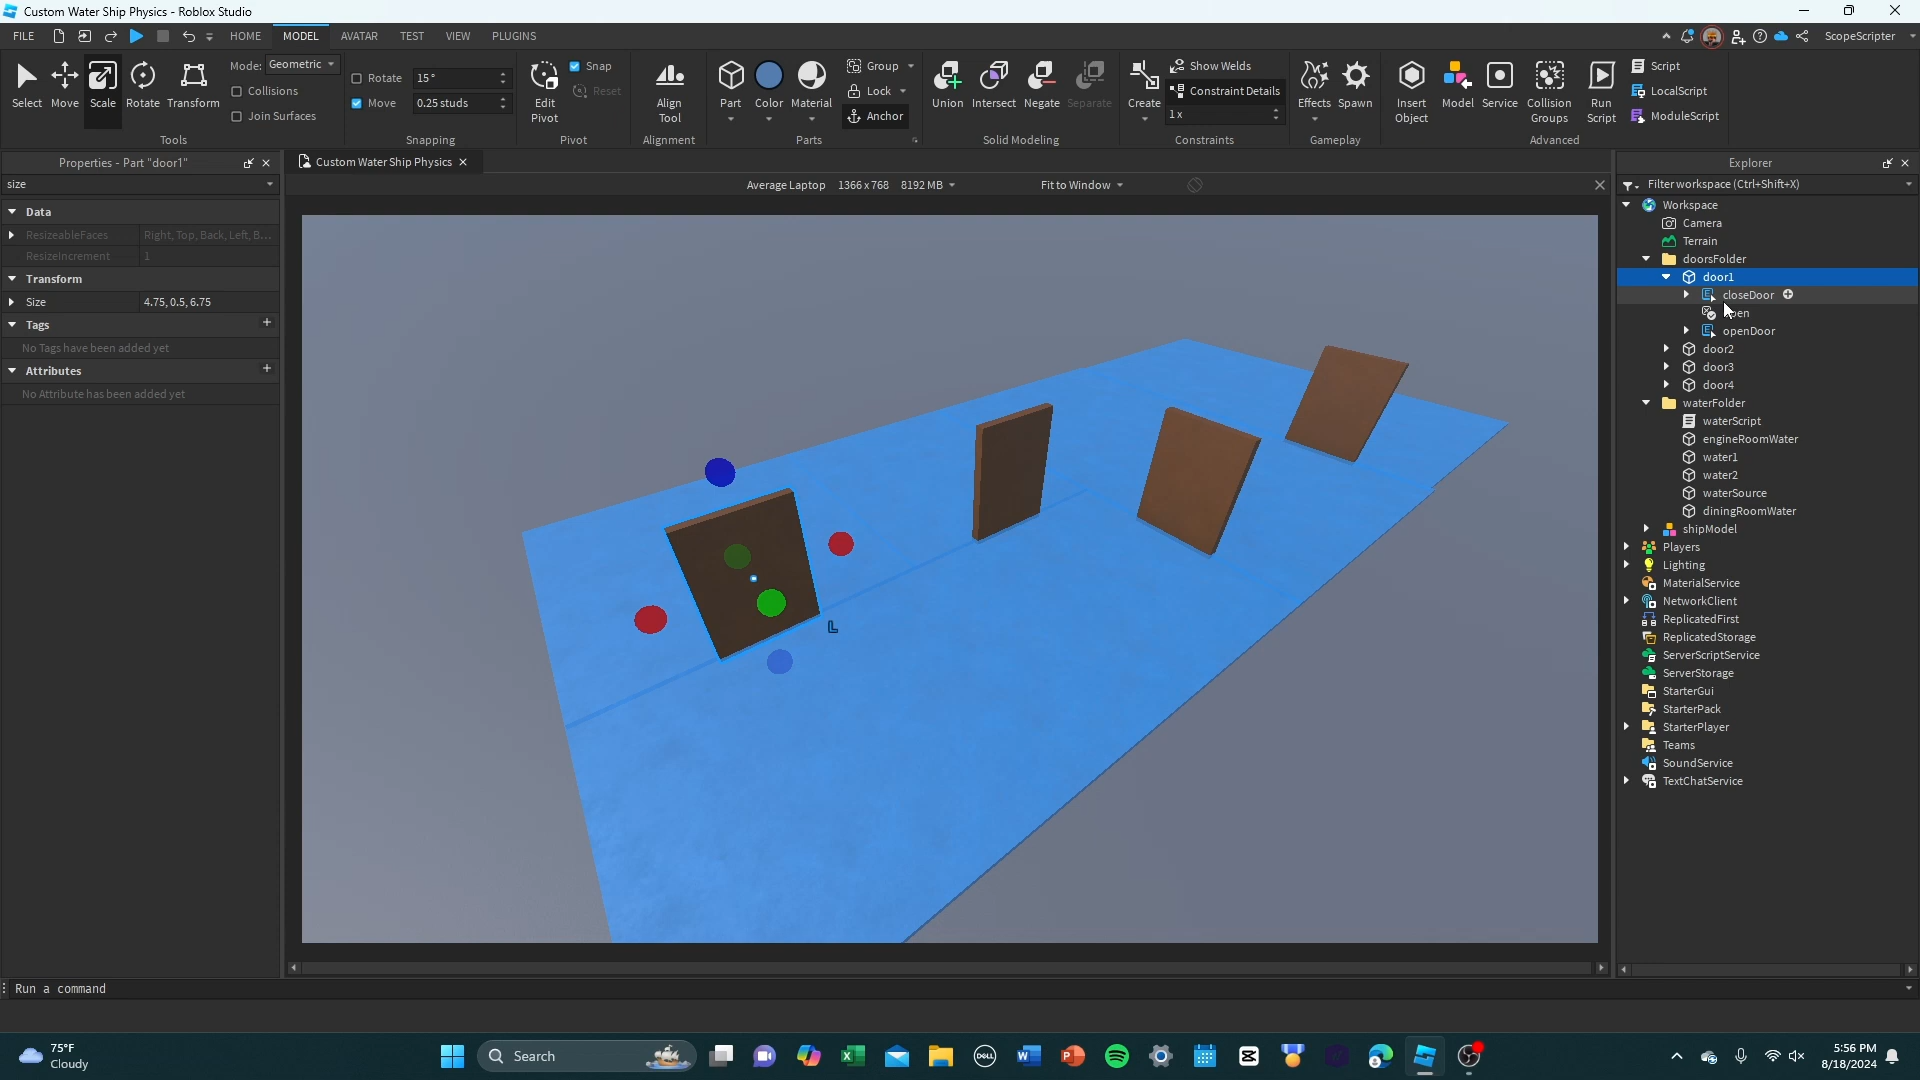 Custom Water Ship Physics - Roblox Studio
FILE
HOME
MODEL
AVATAR
TEST
VIEW
PLUGINS
ScopeScripter
Select
Move
Scale
Rotate
Transform
Tools
Mode: Geometric
Collisions
Join Surfaces
Rotate 15°
Move 0.25 studs
Snapping
Edit
Pivot
Snap
Reset
Pivot
Align
Tool
Alignment
Part
Color
Material
Group
Lock
Anchor
Parts
Union
Intersect
Negate
Separate
Solid Modeling
Create
Show Welds
Constraint Details
1 x
Constraints
Effects
Spawn
Gameplay
Insert
Object
Model
Service
Collision
Groups
Run
Script
Script
LocalScript
ModuleScript
Advanced
Properties - Part "door1"
size
Data
ResizeableFaces Right, Top, Back, Left, B...
ResizeIncrement 1
Transform
Size 4.75, 0.5, 6.75
Tags
No Tags have been added yet
Attributes
No Attribute has been added yet
Custom Water Ship Physics
Average Laptop 1366 x 768 8192 MB
Fit to Window
L
Explorer
Filter workspace (Ctrl+Shift+X)
Workspace
Camera
Terrain
doorsFolder
door1
closeDoor
openDoor
door2
door3
door4
waterFolder
waterScript
engineRoomWater
water1
water2
waterSource
diningRoomWater
shipModel
Players
Lighting
MaterialService
NetworkClient
ReplicatedFirst
ReplicatedStorage
ServerScriptService
ServerStorage
StarterGui
StarterPack
StarterPlayer
Teams
SoundService
TextChatService
Run a command
75°F
Cloudy
Search
DELL
5:56 PM
8/18/2024